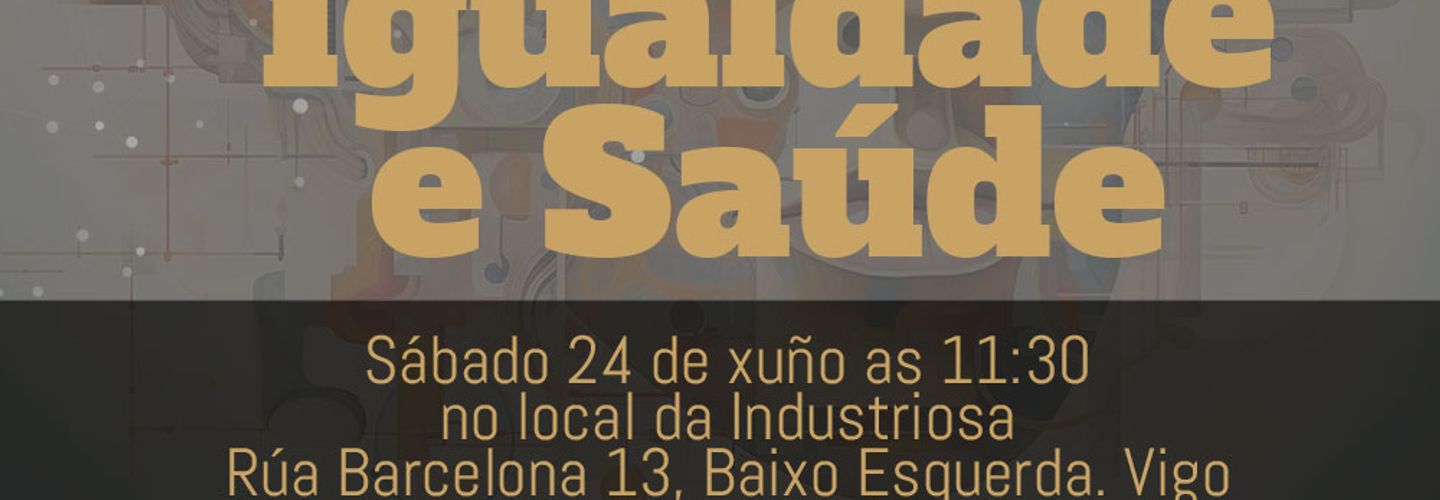 Igualdade
e Saúde
Sábado 24 de xuño as 11:30
no local da Industriosa
Rúa Barcelona 13, Baixo Esquerda. Vigo